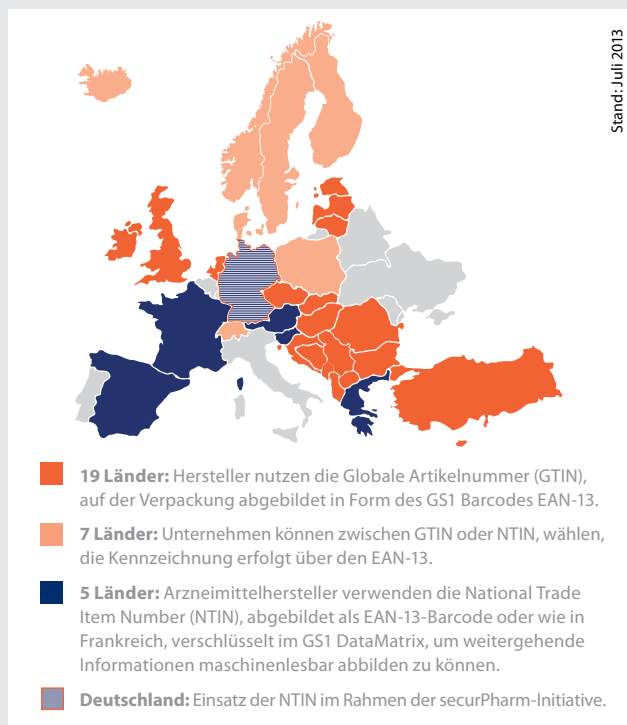 Stand: Juli 2013
19 Länder: Hersteller nutzen die Globale Artikelnummer (GTIN),
auf der Verpackung abgebildet in Form des GS1 Barcodes EAN-13.
7 Länder: Unternehmen können zwischen GTIN oder NTIN, wählen,
die Kennzeichnung erfolgt über den EAN-13.
5 Länder: Arzneimittelhersteller verwenden die National Trade
Item Number (NTIN), abgebildet als EAN-13-Barcode oder wie in
Frankreich, verschlüsselt im GS1 DataMatrix, um weitergehende
Informationen maschinenlesbar abbilden zu können.
Deutschland: Einsatz der NTIN im Rahmen der securPharm-Initiative.